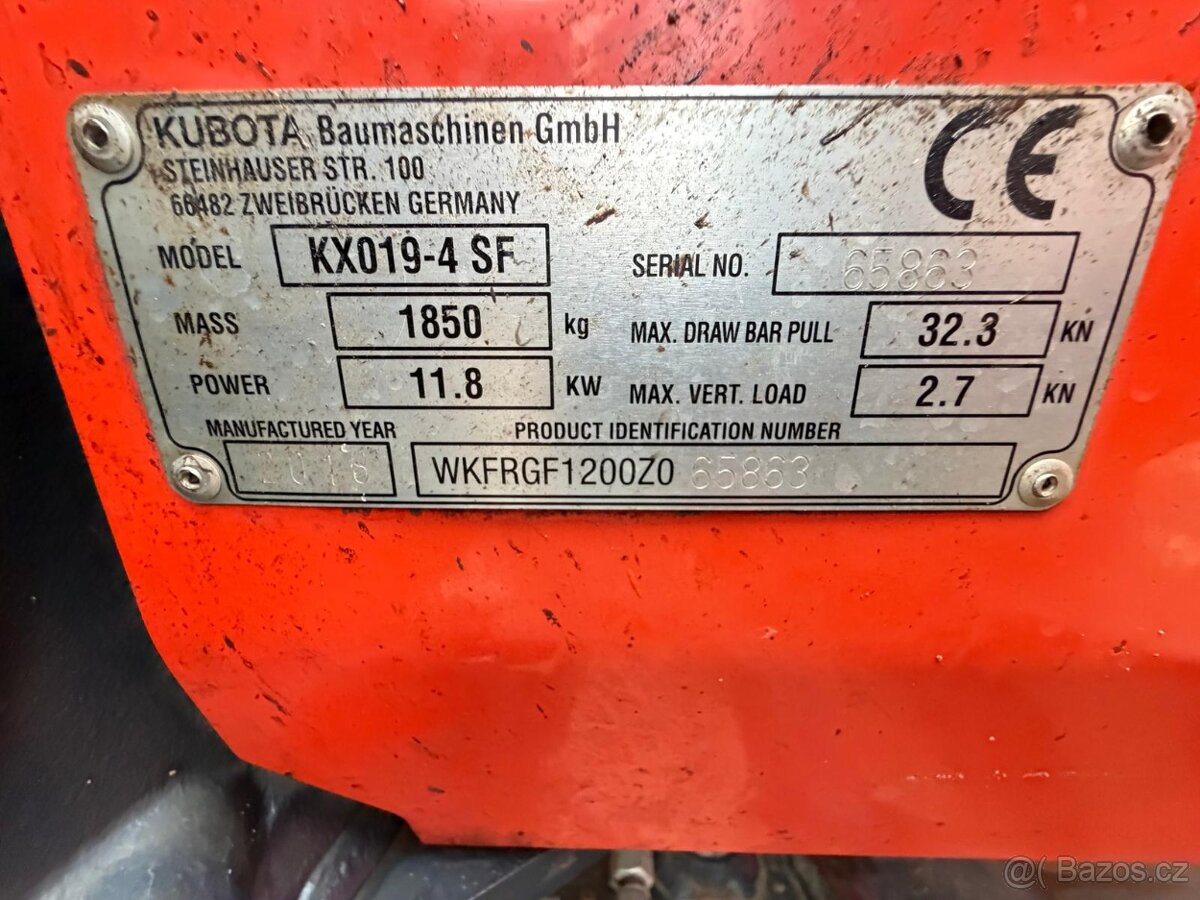 KUBOTA Baumaschinen GmbH
CE
STEINHAUSER STR. 100
66482 ZWEIBRÜCKEN GERMANY
MODEL KX019-4 SF SERIAL NO. 65863
MASS 1850 kg MAX. DRAW BAR PULL 32.3 KN
POWER 11.8 KW MAX. VERT. LOAD 2.7 KN
MANUFACTURED YEAR PRODUCT IDENTIFICATION NUMBER
WKFRGF1200Z0 65863
Bazos.cz